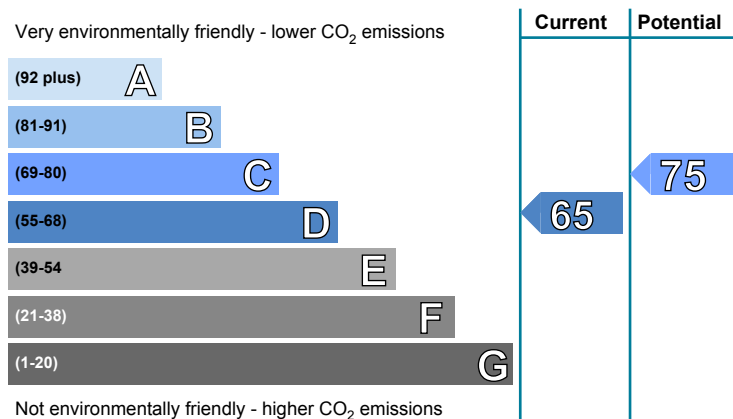 Current Potential
Very environmentally friendly - lower CO2 emissions
(92 plus) A
(81-91) B
(69-80) C
75
(55-68) D
65
(39-54 E
(21-38) F
(1-20) G
Not environmentally friendly - higher CO2 emissions